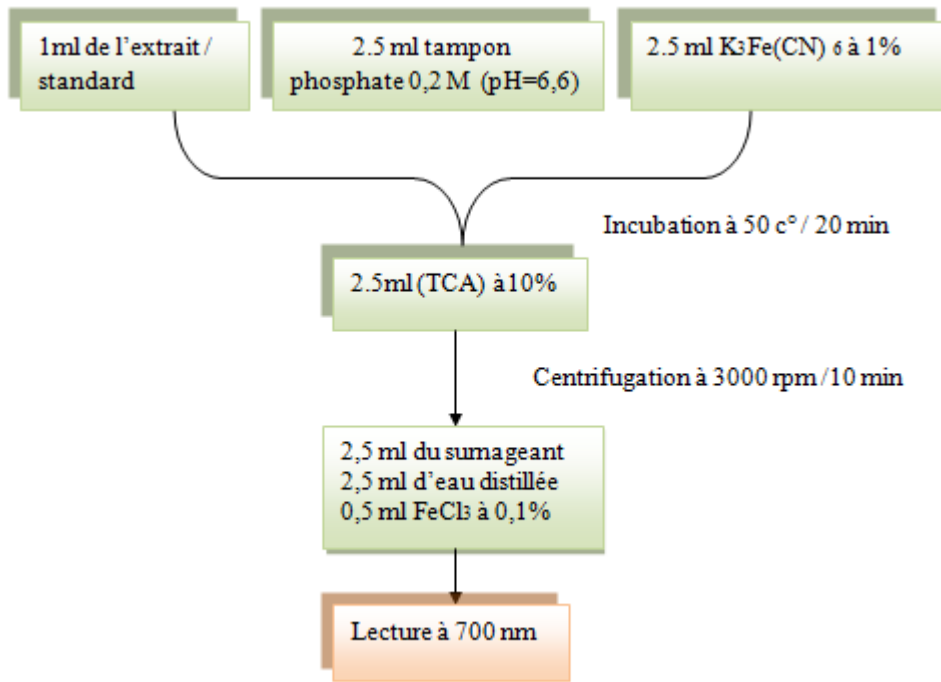 1ml de l’extrait /
standard
2.5 ml tampon
phosphate 0,2 M (pH=6,6)
2.5 ml K3Fe(CN) 6 à 1%
Incubation à 50 c° / 20 min
2.5ml (TCA) à 10%
Centrifugation à 3000 rpm /10 min
2,5 ml du surnageant
2,5 ml d’eau distillée
0,5 ml FeCl3 à 0,1%
Lecture à 700 nm